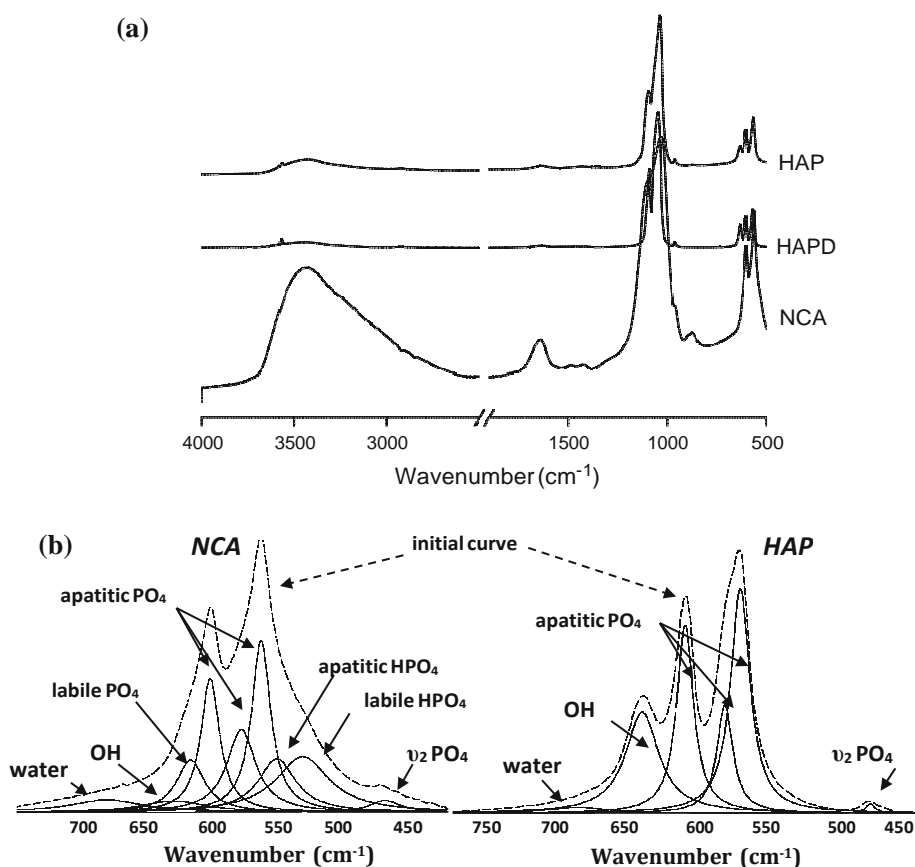 (a)
HAP
HAPD
NCA
4000 3500 3000 1500 1000 500
Wavenumber (cm-1)
(b)
NCA
initial curve
HAP
apatitic PO4
labile PO4
OH
water
apatitic HPO4
labile HPO4
υ2 PO4
700 650 600 550 500 450
Wavenumber (cm-1)
apatitic PO4
OH
water
υ2 PO4
750 700 650 600 550 500 450
Wavenumber (cm-1)